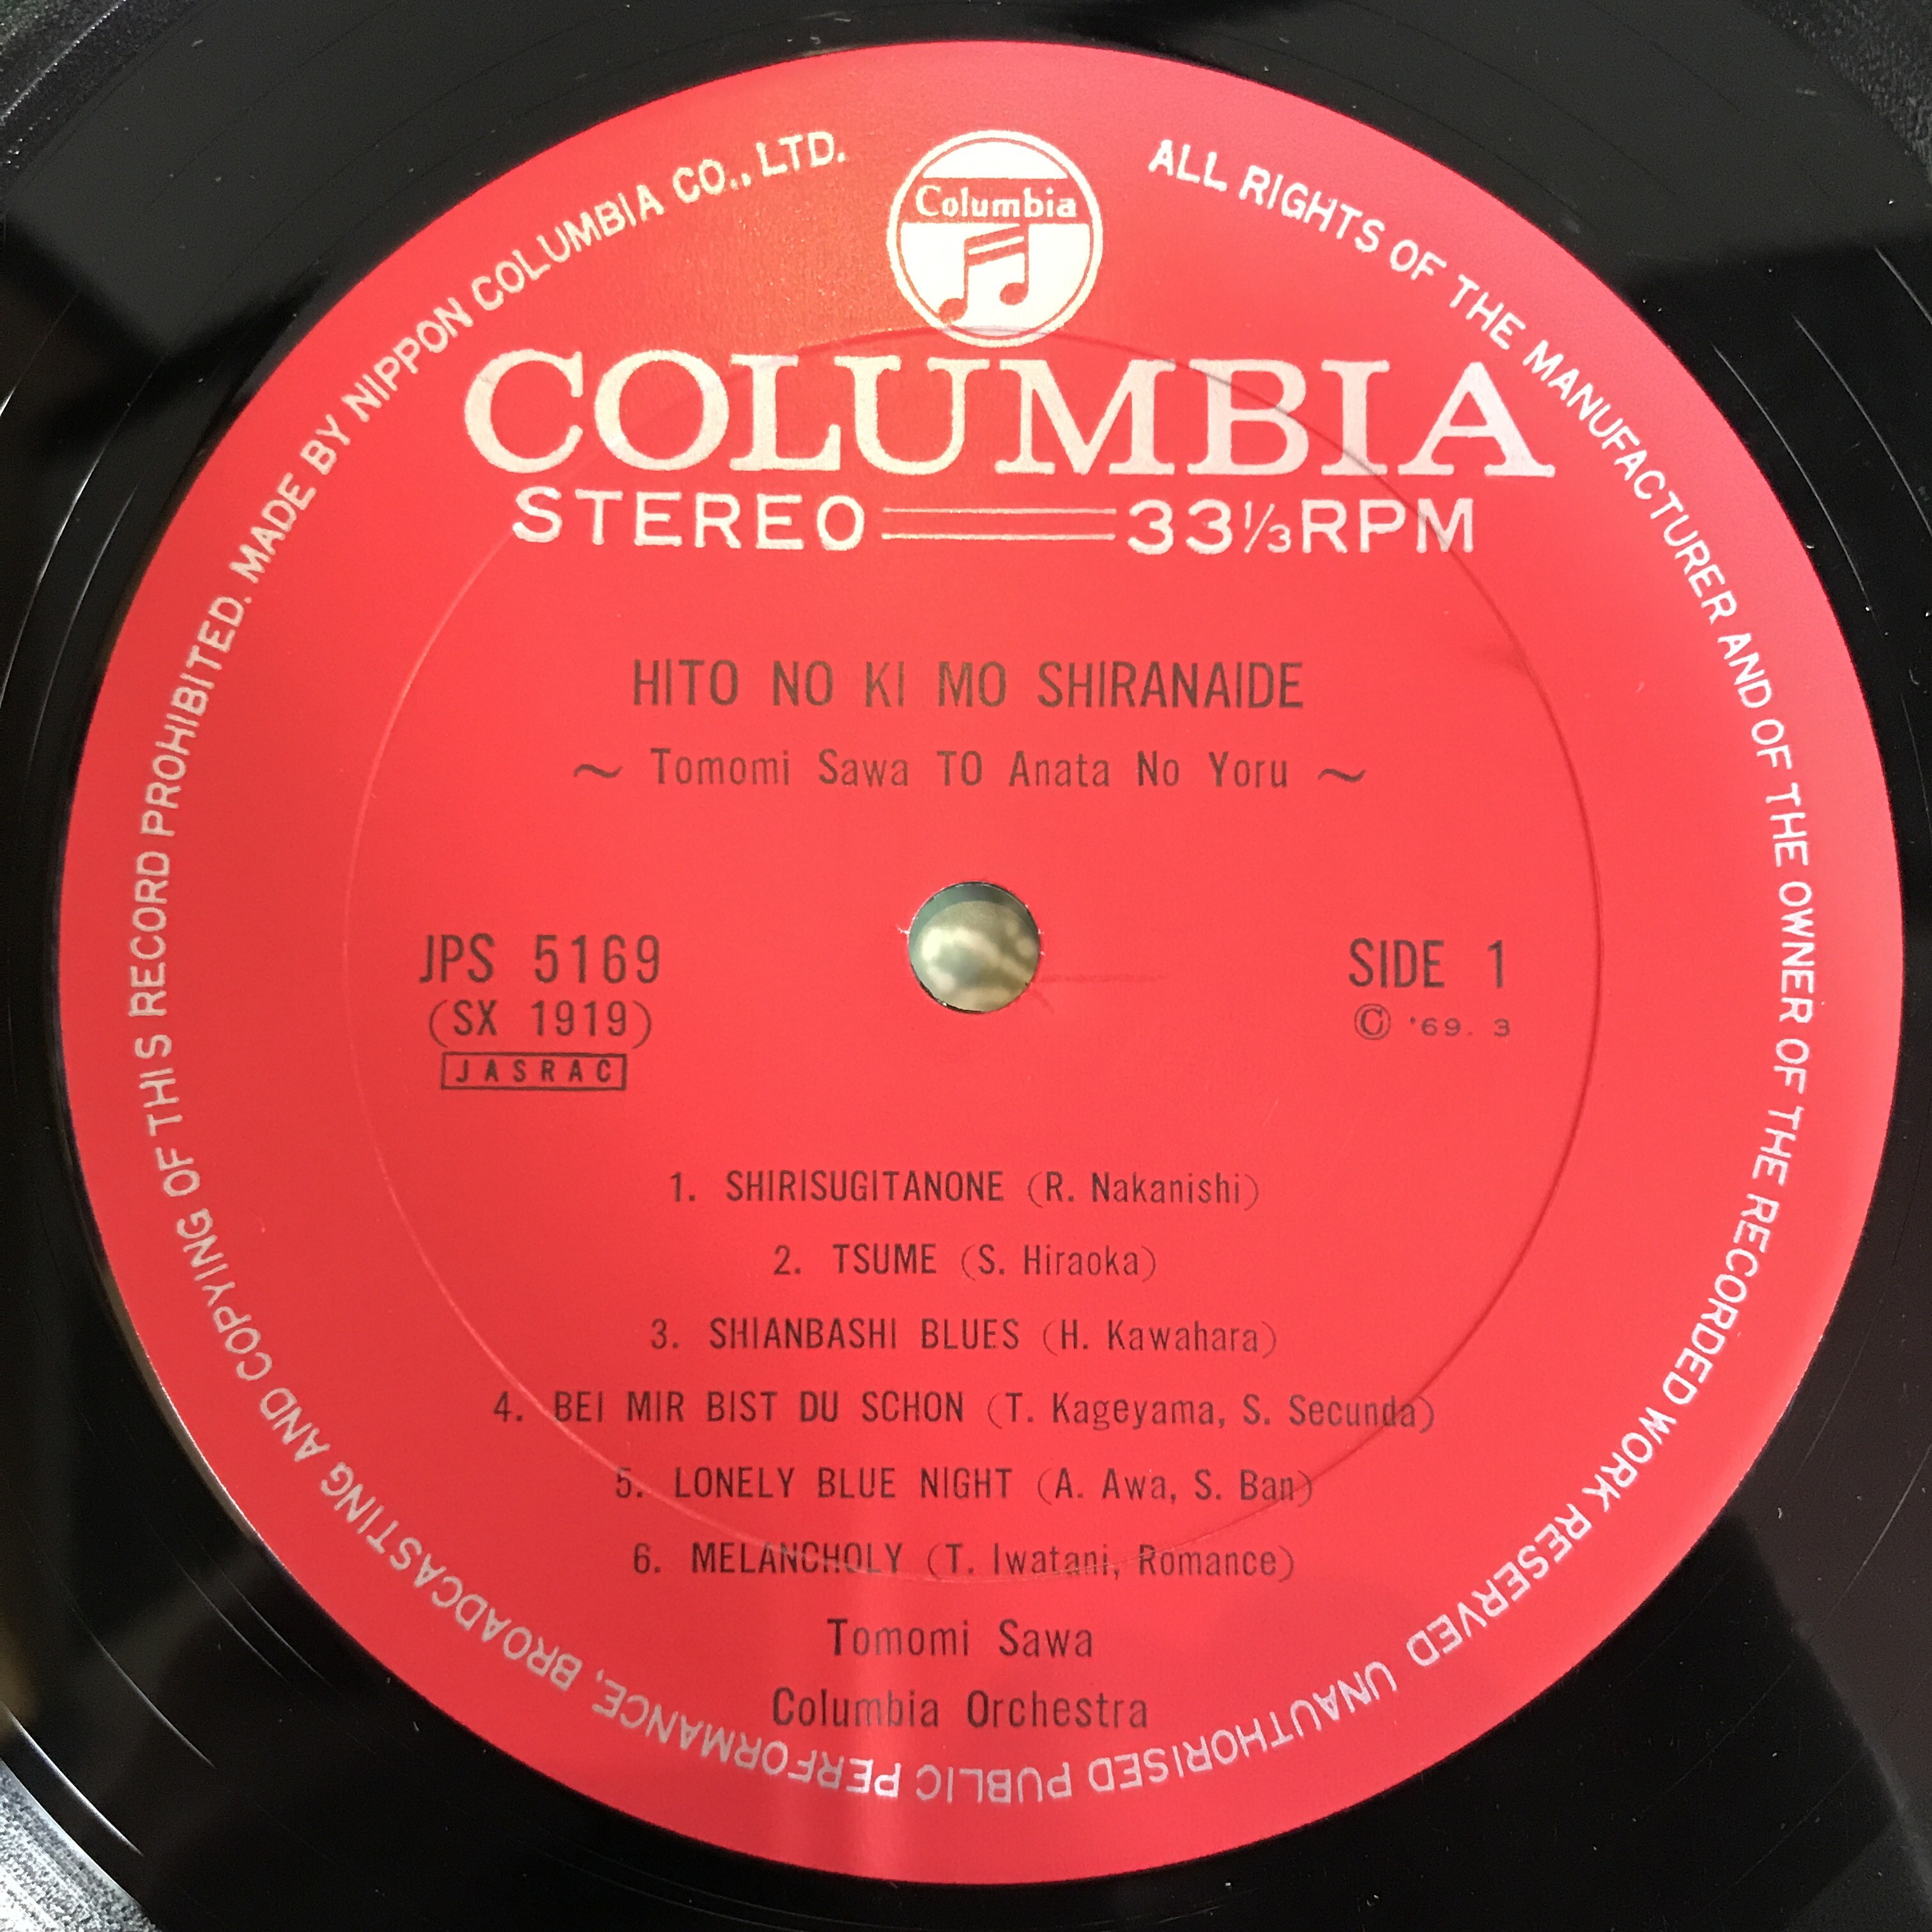 Columbia
COLUMBIA
STEREO 33⅓RPM
HITO NO KI MO SHIRANAIDE
～ Tomomi Sawa TO Anata No Yoru ～
JPS 5169
(SX 1919)
JASRAC
SIDE 1
© '69. 3
1. SHIRISUGITANONE (R. Nakanishi)
2. TSUME (S. Hiraoka)
3. SHIANBASHI BLUES (H. Kawahara)
4. BEI MIR BIST DU SCHON (T. Kageyama, S. Secunda)
5. LONELY BLUE NIGHT (A. Awa, S. Ban)
6. MELANCHOLY (T. Iwatani, Romance)
Tomomi Sawa
Columbia Orchestra
ALL RIGHTS OF THE MANUFACTURER AND OF THE OWNER OF THE RECORDED WORK RESERVED UNAUTHORISED PUBLIC PERFORMANCE, BROADCASTING AND COPYING OF THIS RECORD PROHIBITED. MADE BY NIPPON COLUMBIA CO., LTD.